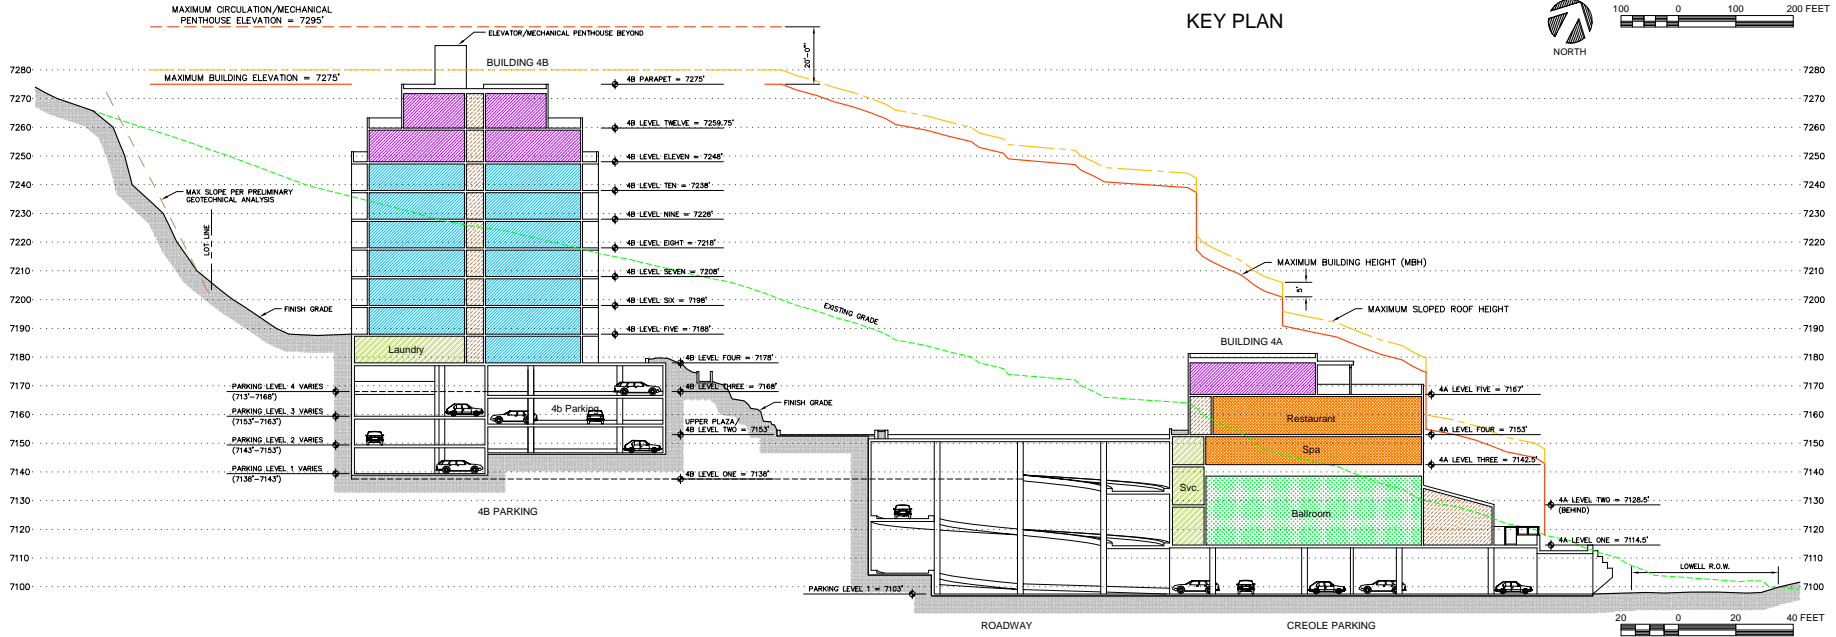 MAXIMUM CIRCULATION/MECHANICAL
PENTHOUSE ELEVATION = 7295'
ELEVATOR/MECHANICAL PENTHOUSE BEYOND
KEY PLAN
NORTH
100 0 100 200 FEET
BUILDING 4B
20'-0"
MAXIMUM BUILDING ELEVATION = 7275'
4B PARAPET = 7275'
7280 7280
7270 7270
7260 7260
7250 7250
7240 7240
7230 7230
7220 7220
7210 7210
7200 7200
7190 7190
7180 7180
7170 7170
7160 7160
7150 7150
7140 7140
7130 7130
7120 7120
7110 7110
7100 7100
4B LEVEL TWELVE = 7259.75'
4B LEVEL ELEVEN = 7248'
4B LEVEL TEN = 7238'
4B LEVEL NINE = 7228'
4B LEVEL EIGHT = 7218'
4B LEVEL SEVEN = 7208'
4B LEVEL SIX = 7198'
4B LEVEL FIVE = 7188'
4B LEVEL FOUR = 7178'
4B LEVEL THREE = 7168'
UPPER PLAZA/
4B LEVEL TWO = 7153'
4B LEVEL ONE = 7138'
MAX SLOPE PER PRELIMINARY
GEOTECHNICAL ANALYSIS
LOT LINE
FINISH GRADE
Laundry
PARKING LEVEL 4 VARIES
(713'-7168')
PARKING LEVEL 3 VARIES
(7153'-7163')
PARKING LEVEL 2 VARIES
(7143'-7153')
PARKING LEVEL 1 VARIES
(7138'-7143')
4b Parking
4B PARKING
FINISH GRADE
EXISTING GRADE
MAXIMUM BUILDING HEIGHT (MBH)
5'
MAXIMUM SLOPED ROOF HEIGHT
BUILDING 4A
Restaurant
Spa
Svc.
Ballroom
4A LEVEL FIVE = 7167'
4A LEVEL FOUR = 7153'
4A LEVEL THREE = 7142.5'
4A LEVEL TWO = 7128.5'
(BEHIND)
4A LEVEL ONE = 7114.5'
LOWELL R.O.W.
PARKING LEVEL 1 = 7103'
ROADWAY
CREOLE PARKING
20 0 20 40 FEET